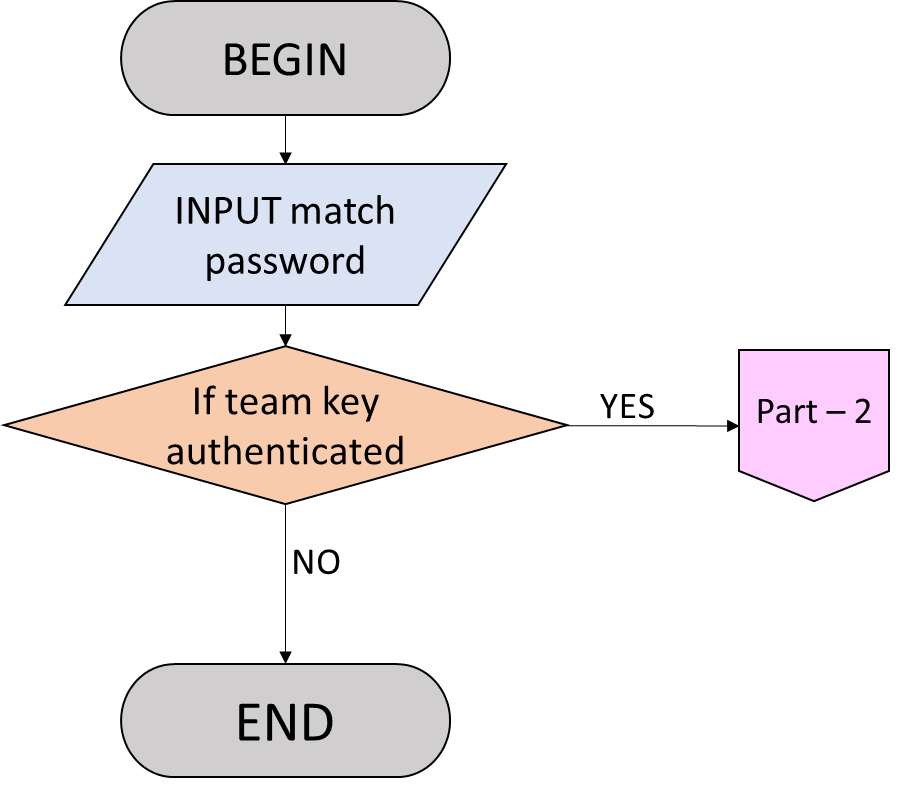 BEGIN
INPUT match
password
If team key
authenticated
YES
Part – 2
NO
END